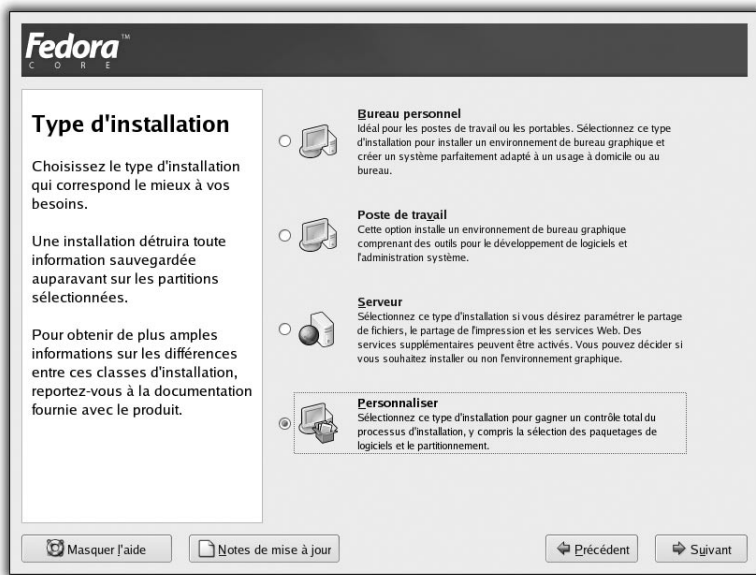 Fedora™
CORE
Type d'installation
Choisissez le type d'installation
qui correspond le mieux à vos
besoins.
Une installation détruira toute
information sauvegardée
auparavant sur les partitions
sélectionnées.
Pour obtenir de plus amples
informations sur les différences
entre ces classes d'installation,
reportez-vous à la documentation
fournie avec le produit.
Bureau personnel
Idéal pour les postes de travail ou les portables. Sélectionnez ce type
d'installation pour installer un environnement de bureau graphique et
créer un système parfaitement adapté à un usage à domicile ou au
bureau.
Poste de travail
Cette option installe un environnement de bureau graphique
comprenant des outils pour le développement de logiciels et
l'administration système.
Serveur
Sélectionnez ce type d'installation si vous désirez paramétrer le partage
de fichiers, le partage de l'impression et les services Web. Des
services supplémentaires peuvent être activés. Vous pouvez décider si
vous souhaitez installer ou non l'environnement graphique.
Personnaliser
Sélectionnez ce type d'installation pour gagner un contrôle total du
processus d'installation, y compris la sélection des paquetages de
logiciels et le partitionnement.
Masquer l'aide
Notes de mise à jour
Précédent
Suivant